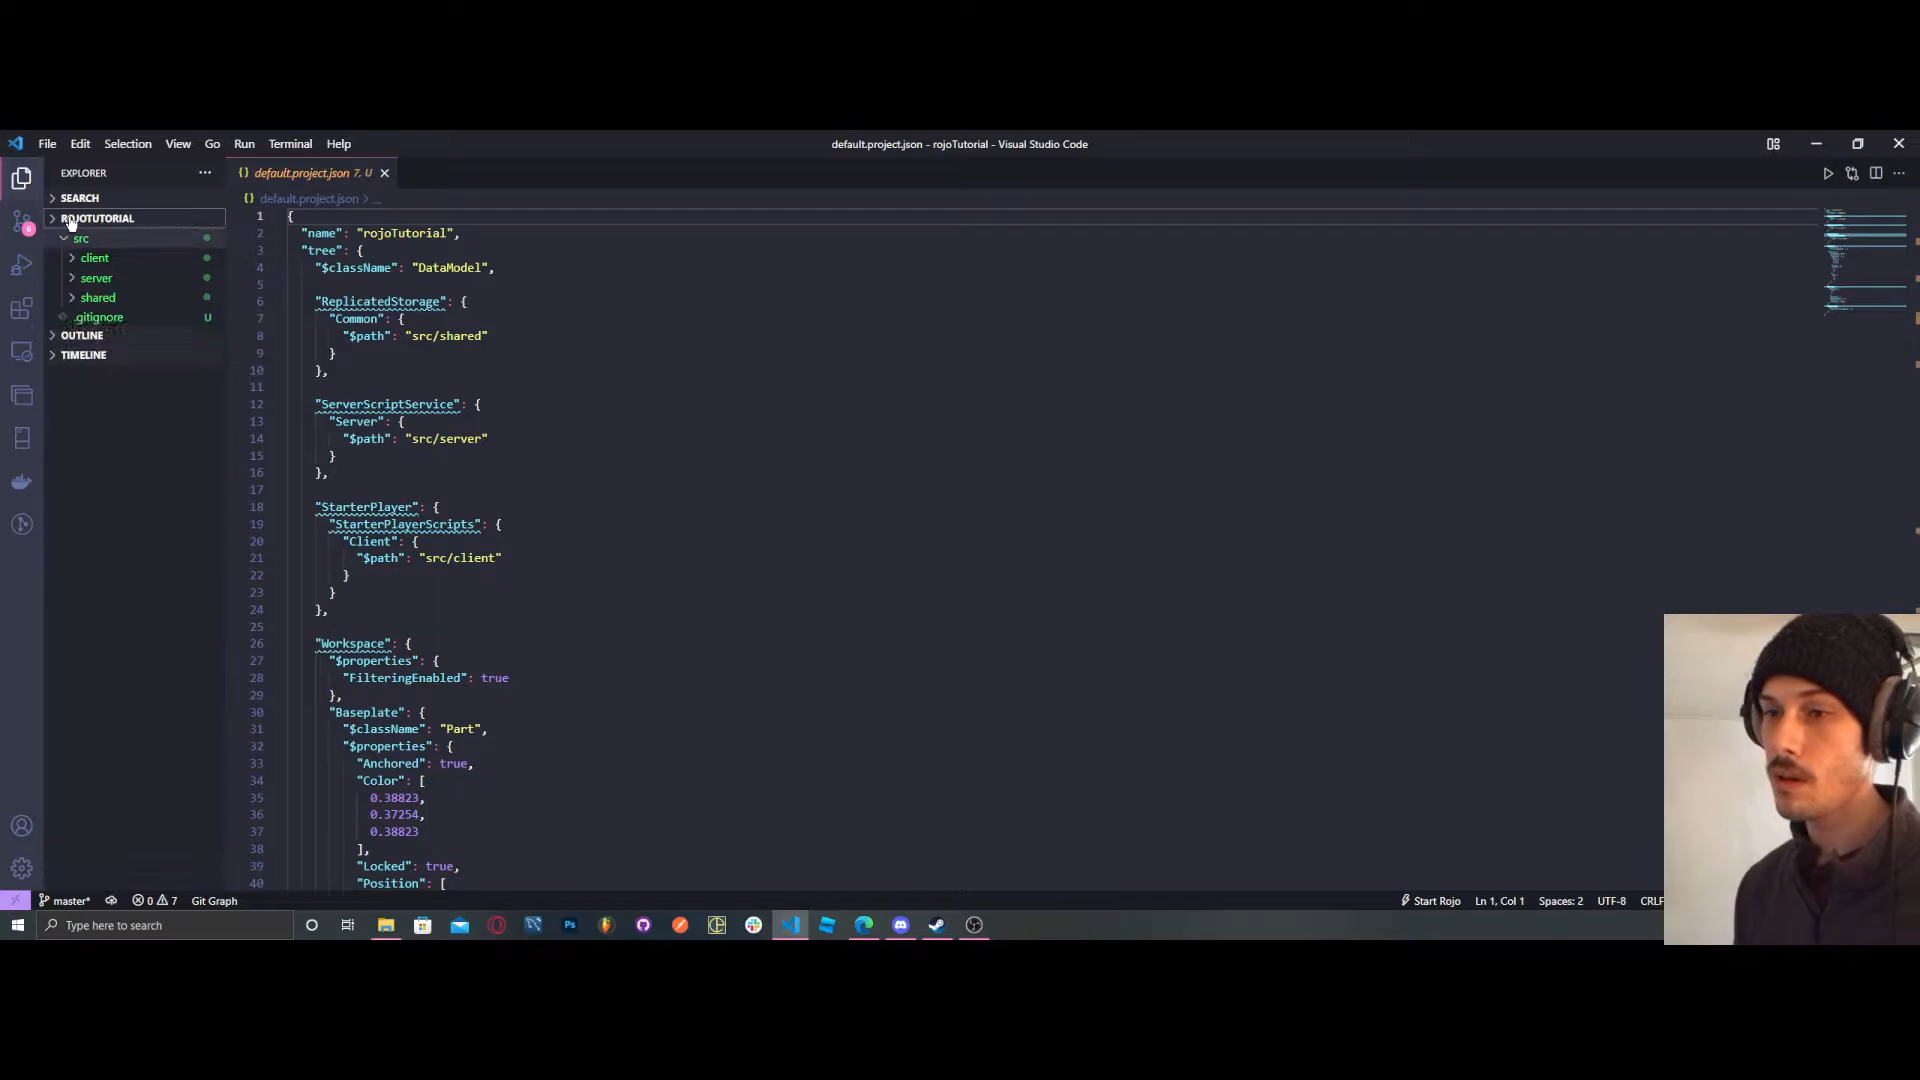 File Edit Selection View Go Run Terminal Help
default.project.json - rojoTutorial - Visual Studio Code
EXPLORER
SEARCH
ROJOTUTORIAL
src
client
server
shared
.gitignore U
OUTLINE
TIMELINE
{} default.project.json 7, U
{} default.project.json > ...
1 {
2 "name": "rojoTutorial",
3 "tree": {
4 "$className": "DataModel",
5
6 "ReplicatedStorage": {
7 "Common": {
8 "$path": "src/shared"
9 }
10 },
11
12 "ServerScriptService": {
13 "Server": {
14 "$path": "src/server"
15 }
16 },
17
18 "StarterPlayer": {
19 "StarterPlayerScripts": {
20 "Client": {
21 "$path": "src/client"
22 }
23 }
24 },
25
26 "Workspace": {
27 "$properties": {
28 "FilteringEnabled": true
29 },
30 "Baseplate": {
31 "$className": "Part",
32 "$properties": {
33 "Anchored": true,
34 "Color": [
35 0.38823,
36 0.37254,
37 0.38823
38 ],
39 "Locked": true,
40 "Position": [
6
master* 0 7 Git Graph
Start Rojo Ln 1, Col 1 Spaces: 2 UTF-8 CRLF
Type here to search
Ps